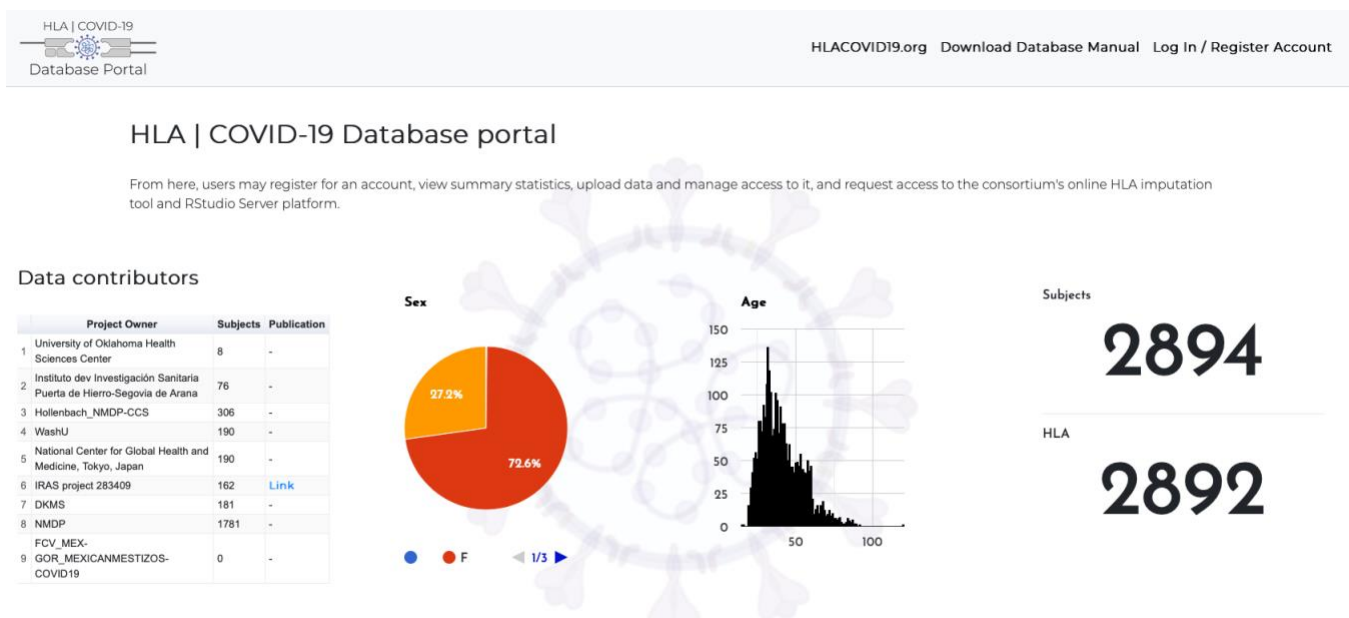 HLA | COVID-19
Database Portal
HLACOVID19.org Download Database Manual Log In / Register Account
HLA | COVID-19 Database portal
From here, users may register for an account, view summary statistics, upload data and manage access to it, and request access to the consortium's online HLA imputation
tool and RStudio Server platform.
Data contributors
Project Owner Subjects Publication
1 University of Oklahoma Health
Sciences Center 8 -
2 Instituto dev Investigación Sanitaria
Puerta de Hierro-Segovia de Arana 76 -
3 Hollenbach_NMDP-CCS 306 -
4 WashU 190 -
5 National Center for Global Health and
Medicine, Tokyo, Japan 190 -
6 IRAS project 283409 162 Link
7 DKMS 181 -
8 NMDP 1781 -
9 FCV_MEX-
GOR_MEXICANMESTIZOS-
COVID19 0 -
Sex
27.2%
72.6%
F 1/3
Age
150
125
100
75
50
25
0
50 100
Subjects
2894
HLA
2892